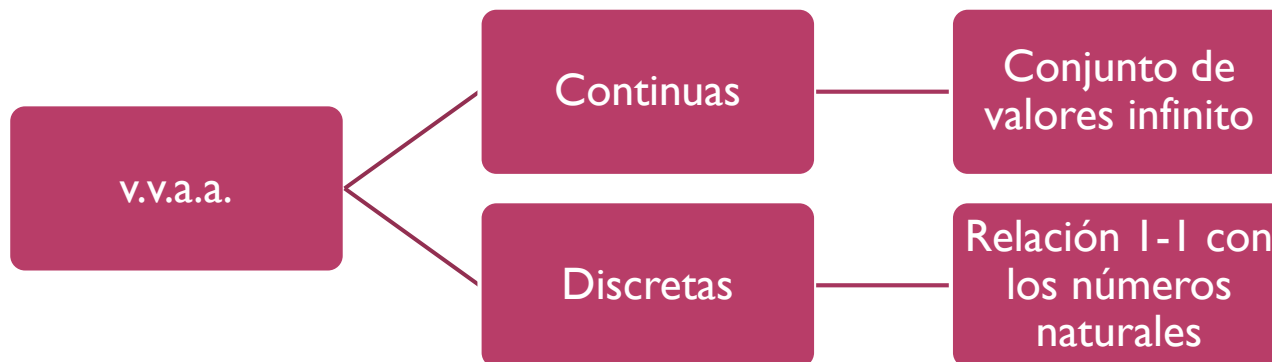 v.v.a.a.
Continuas
Conjunto de
valores infinito
Discretas
Relación 1-1 con
los números
naturales